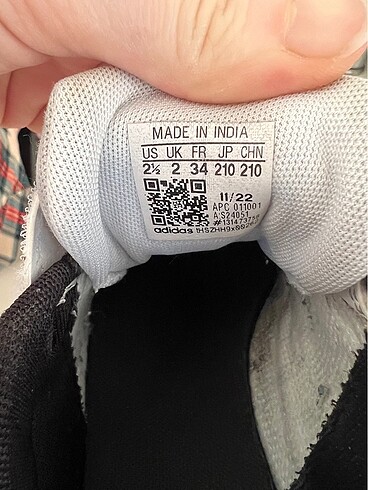 MADE IN INDIA
US UK FR JP CHN
2½ 2 34 210 210
11/22
APC 011001
adidas